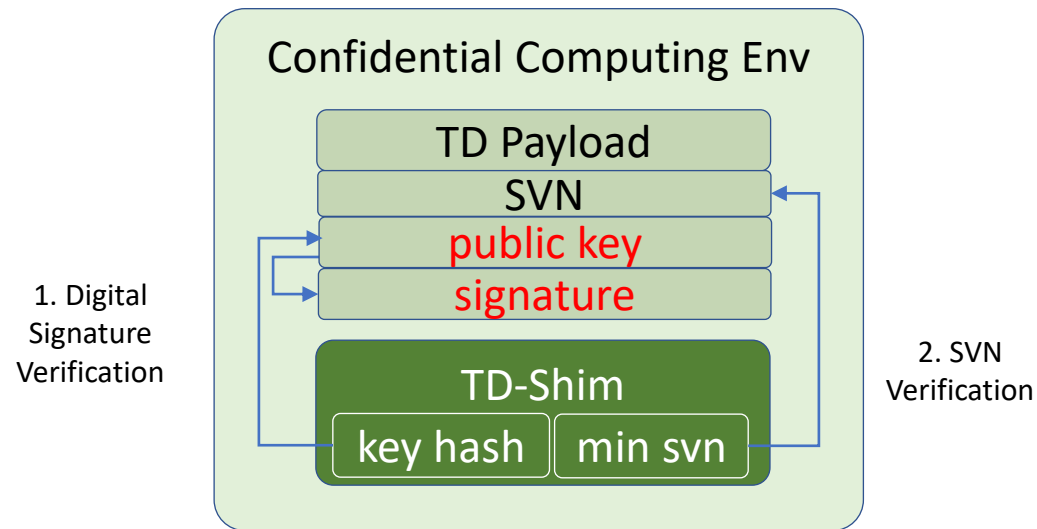 Confidential Computing Env
TD Payload
SVN
public key
signature
1. Digital
Signature
Verification
2. SVN
Verification
TD-Shim
key hash
min svn